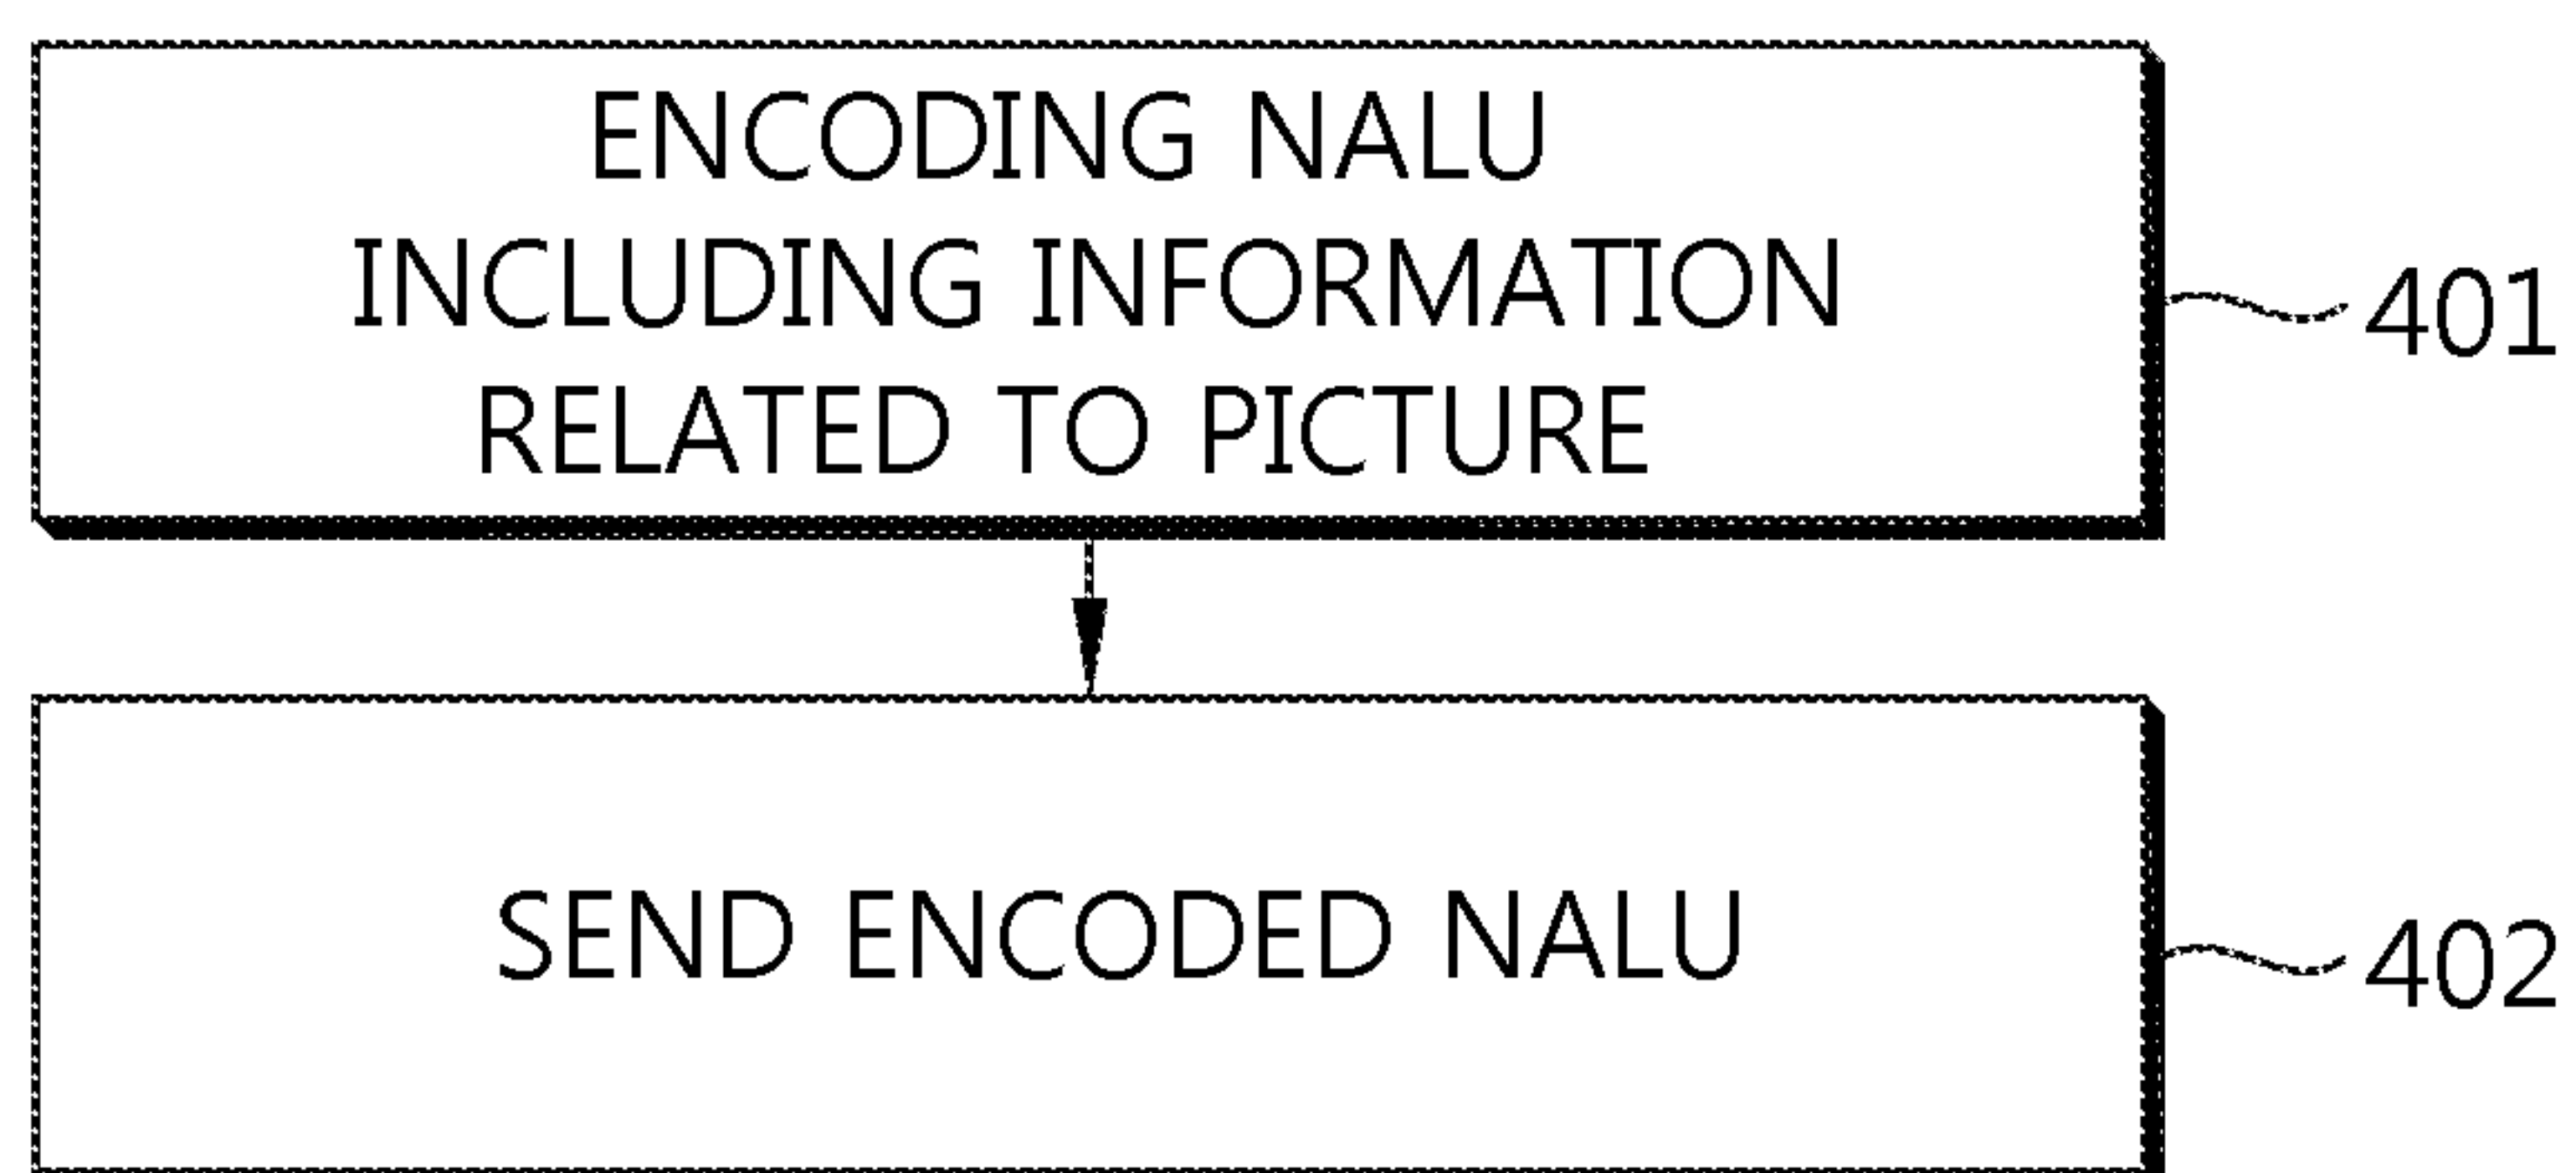 ENCODING NALU
INCLUDING INFORMATION
RELATED TO PICTURE
401
SEND ENCODED NALU
402